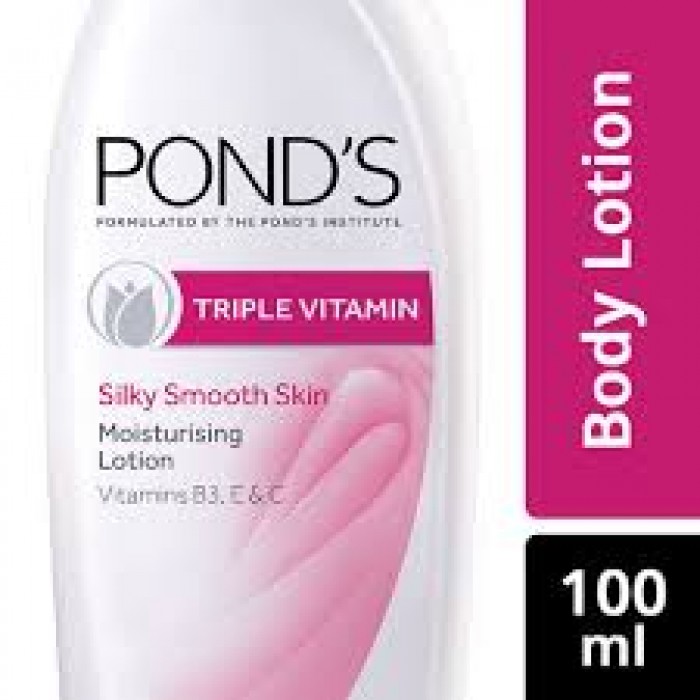 POND'S
FORMULATED BY THE POND'S INSTITUTE
TRIPLE VITAMIN
Silky Smooth Skin
Moisturising
Lotion
Vitamins B3, E & C
Body Lotion
100
ml